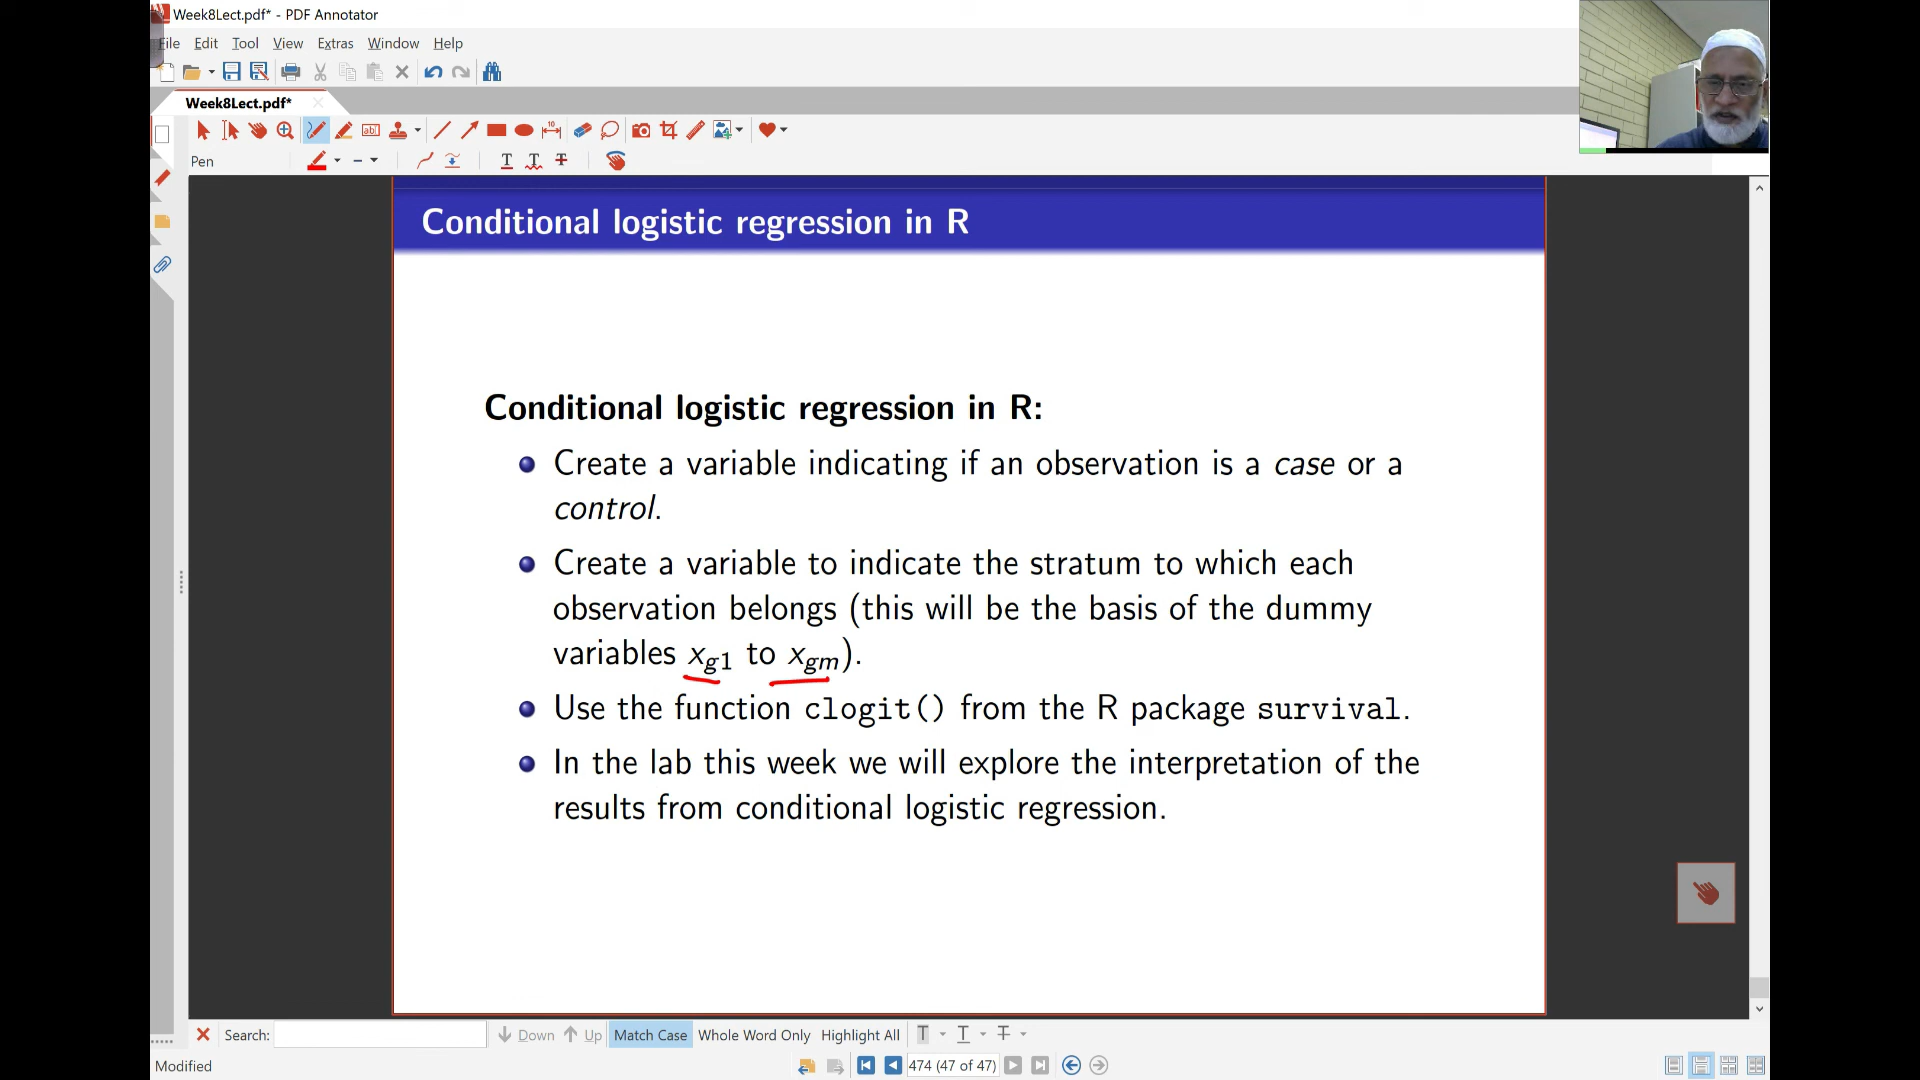 Week8Lect.pdf* - PDF Annotator
File Edit Tool View Extras Window Help
Week8Lect.pdf*
Pen
Conditional logistic regression in R
Conditional logistic regression in R:
Create a variable indicating if an observation is a case or a
control.
Create a variable to indicate the stratum to which each
observation belongs (this will be the basis of the dummy
variables x_g1 to x_gm).
Use the function clogit() from the R package survival.
In the lab this week we will explore the interpretation of the
results from conditional logistic regression.
Search: Down Up Match Case Whole Word Only Highlight All
474 (47 of 47)
Modified